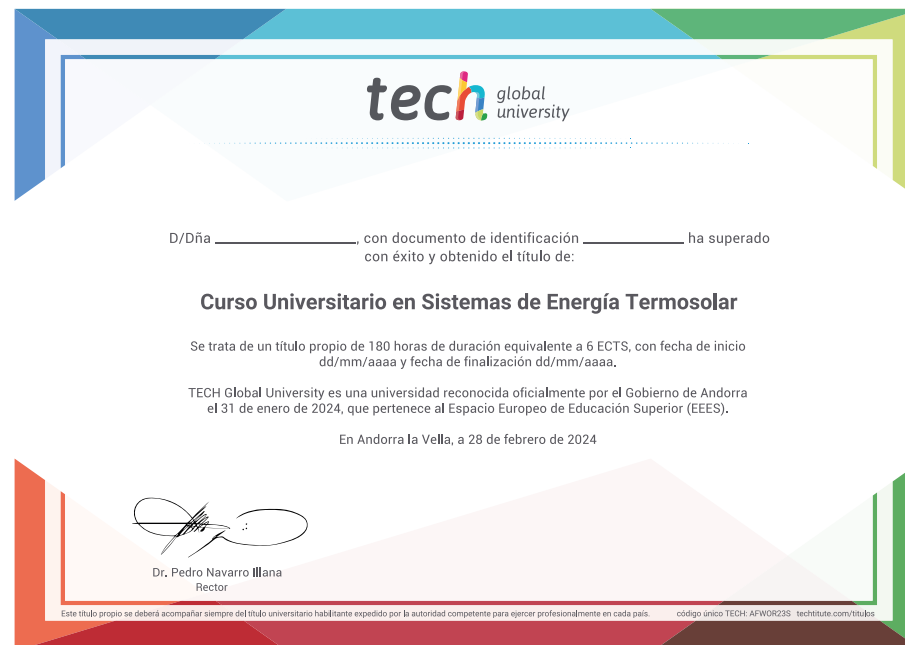 tech global university
D/Dña ____________________, con documento de identificación ______________ ha superado
con éxito y obtenido el título de:
Curso Universitario en Sistemas de Energía Termosolar
Se trata de un título propio de 180 horas de duración equivalente a 6 ECTS, con fecha de inicio
dd/mm/aaaa y fecha de finalización dd/mm/aaaa.
TECH Global University es una universidad reconocida oficialmente por el Gobierno de Andorra
el 31 de enero de 2024, que pertenece al Espacio Europeo de Educación Superior (EEES).
En Andorra la Vella, a 28 de febrero de 2024
Dr. Pedro Navarro Illana
Rector
Este título propio se deberá acompañar siempre del título universitario habilitante expedido por la autoridad competente para ejercer profesionalmente en cada país. código único TECH: AFWOR23S techtitute.com/titulos